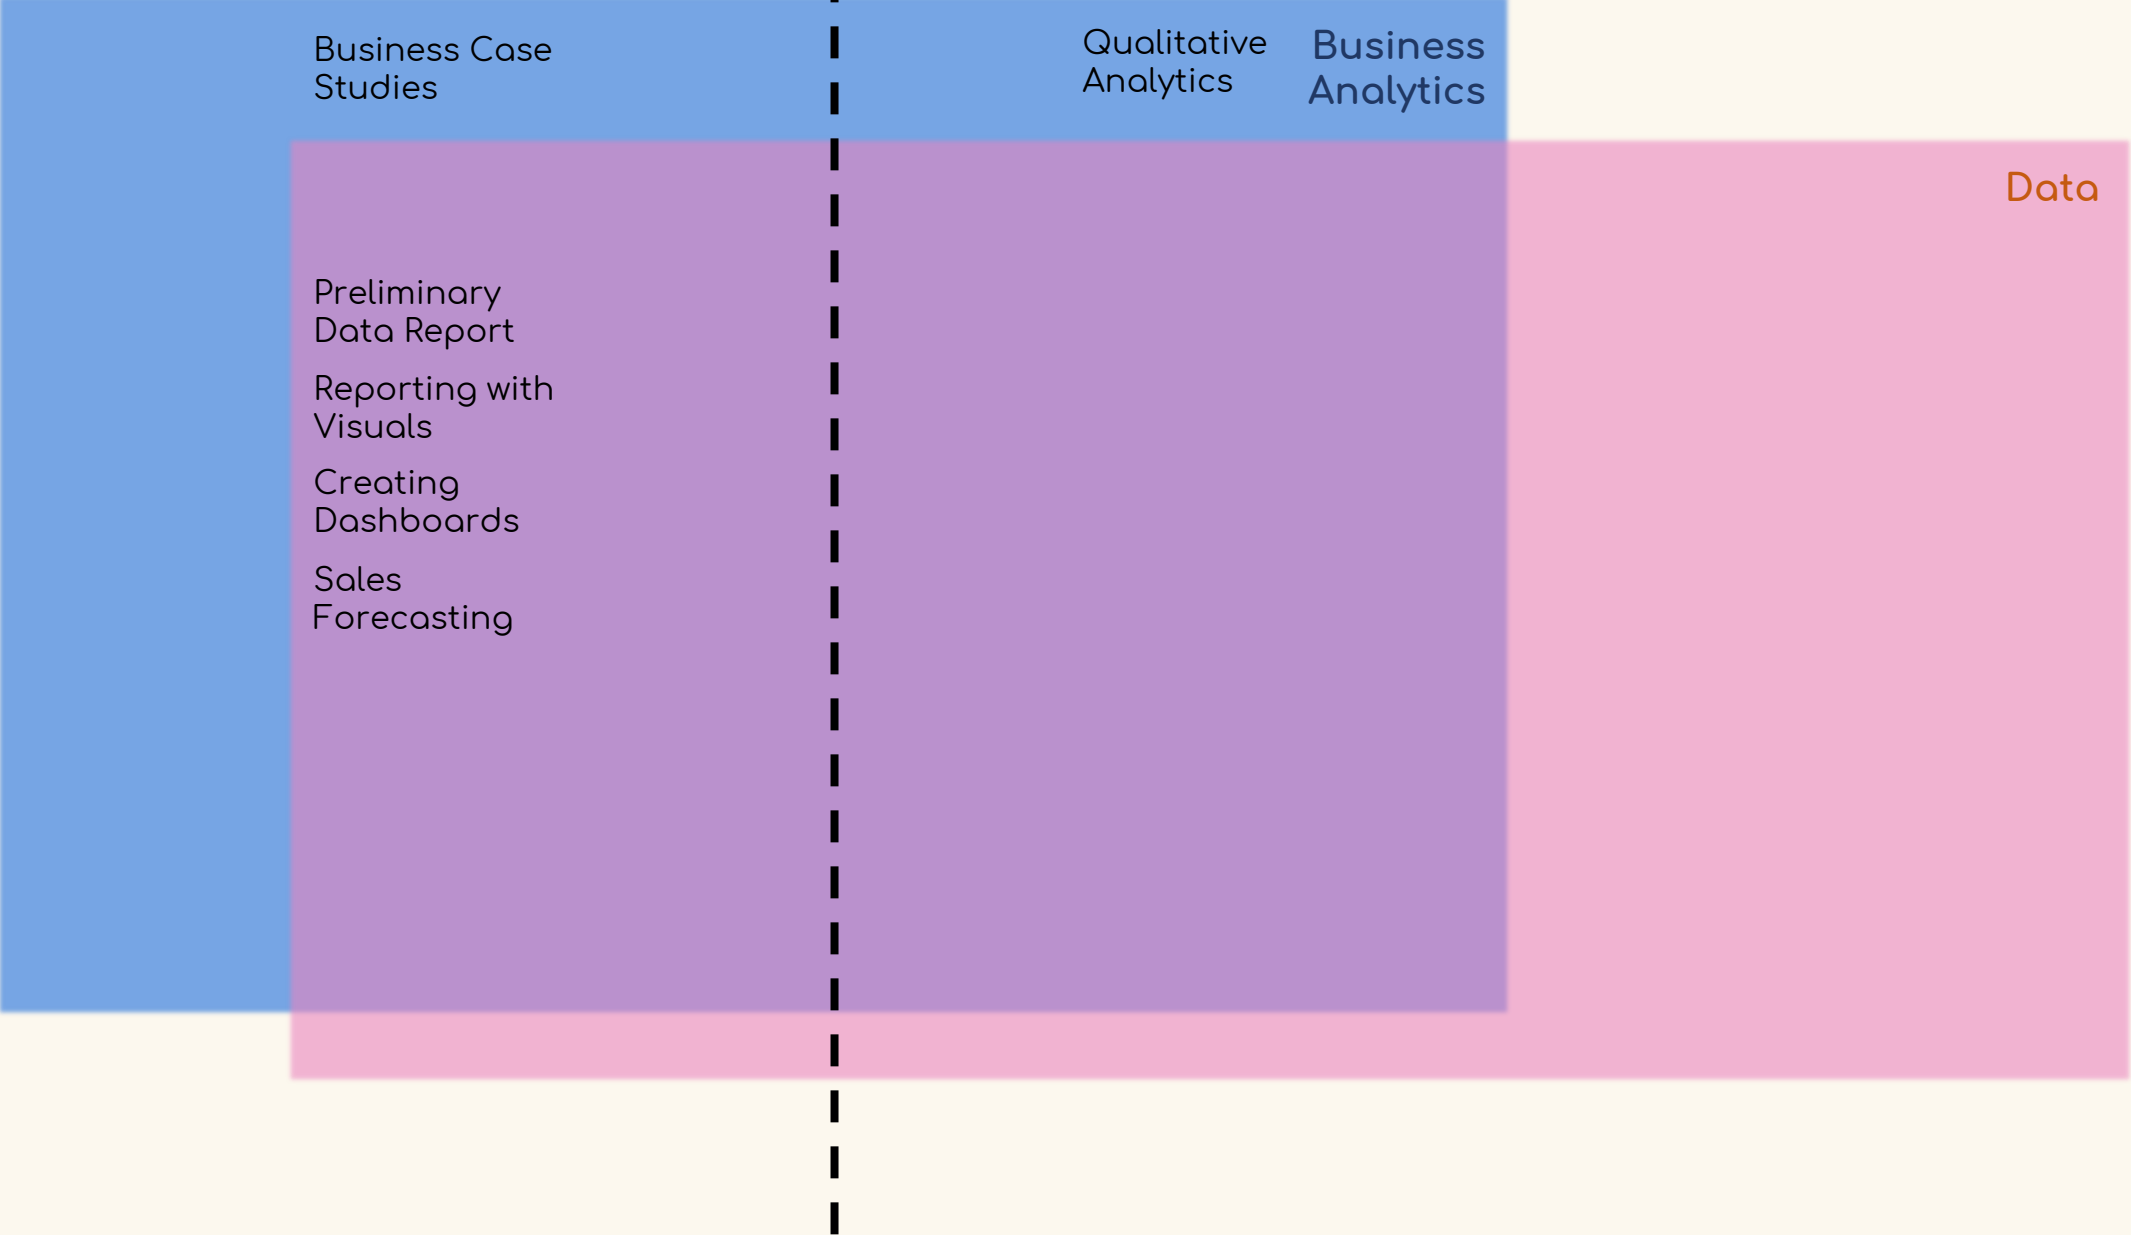 Business Case
Studies
Qualitative
Analytics
Business
Analytics
Data
Preliminary
Data Report
Reporting with
Visuals
Creating
Dashboards
Sales
Forecasting